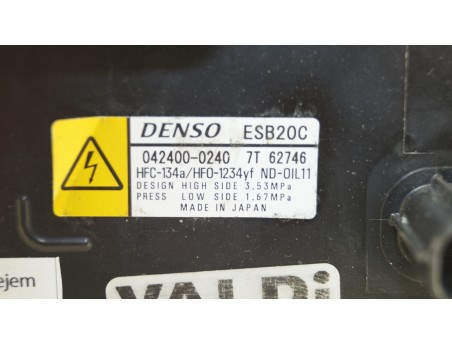 DENSO ESB20C
042400-0240 7T 62746
HFC-134a/HFO-1234yf ND-OIL11
DESIGN HIGH SIDE 3.53MPa
PRESS LOW SIDE 1.67MPa
MADE IN JAPAN
ejem